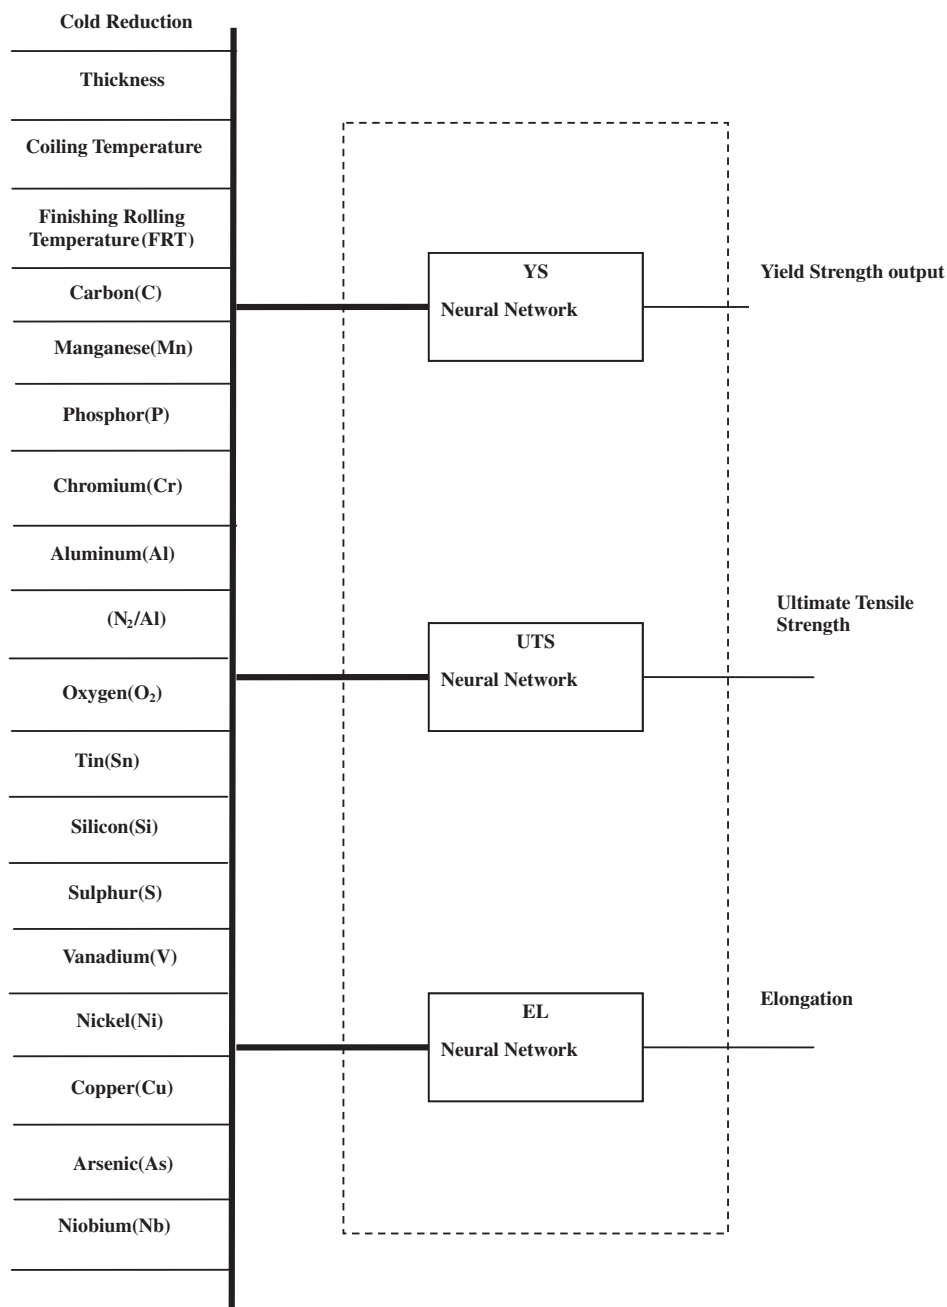 Cold Reduction
Thickness
Coiling Temperature
Finishing Rolling
Temperature(FRT)
Carbon(C)
Manganese(Mn)
Phosphor(P)
Chromium(Cr)
Aluminum(Al)
(N₂/Al)
Oxygen(O₂)
Tin(Sn)
Silicon(Si)
Sulphur(S)
Vanadium(V)
Nickel(Ni)
Copper(Cu)
Arsenic(As)
Niobium(Nb)
YS
Neural Network
Yield Strength output
UTS
Neural Network
Ultimate Tensile
Strength
EL
Neural Network
Elongation